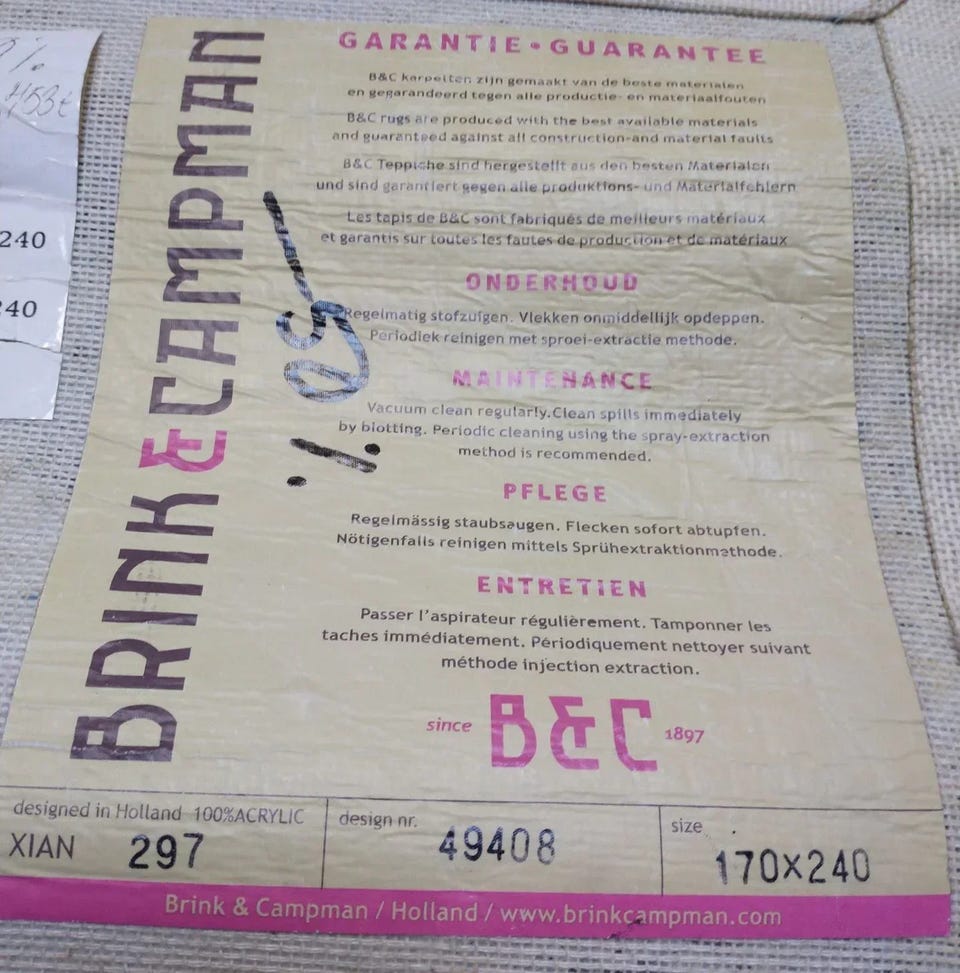 453€
240
240
BRINK & CAMPMAN
GARANTIE • GUARANTEE
B&C karpetten zijn gemaakt van de beste materialen
en gegarandeerd tegen alle productie- en materiaalfouten
B&C rugs are produced with the best available materials
and guaranteed against all construction-and material faults
B&C Teppiche sind hergestellt aus den besten Materialen
und sind garantiert gegen alle produktions- und Materialfehlern
Les tapis de B&C sont fabriqués de meilleurs matériaux
et garantis sur toutes les fautes de production et de matériaux
ONDERHOUD
Regelmatig stofzuigen. Vlekken onmiddellijk opdeppen.
Periodiek reinigen met sproei-extractie methode.
MAINTENANCE
Vacuum clean regularly.Clean spills immediately
by blotting. Periodic cleaning using the spray-extraction
method is recommended.
PFLEGE
Regelmässig staubsaugen. Flecken sofort abtupfen.
Nötigenfalls reinigen mittels Sprühextraktionmethode.
ENTRETIEN
Passer l'aspirateur régulièrement. Tamponner les
taches immédiatement. Périodiquement nettoyer suivant
méthode injection extraction.
since B&C 1897
designed in Holland 100%ACRYLIC
XIAN 297
design nr.
49408
size
170x240
Brink & Campman / Holland / www.brinkcampman.com